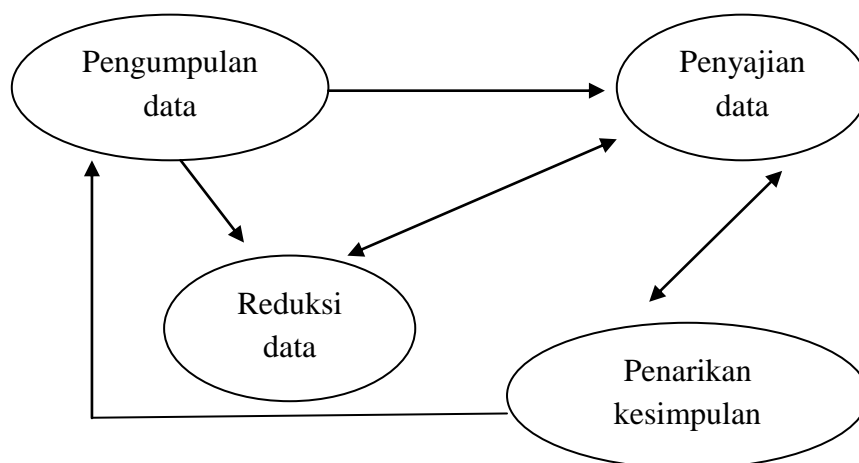 Pengumpulan
data
Penyajian
data
Reduksi
data
Penarikan
kesimpulan